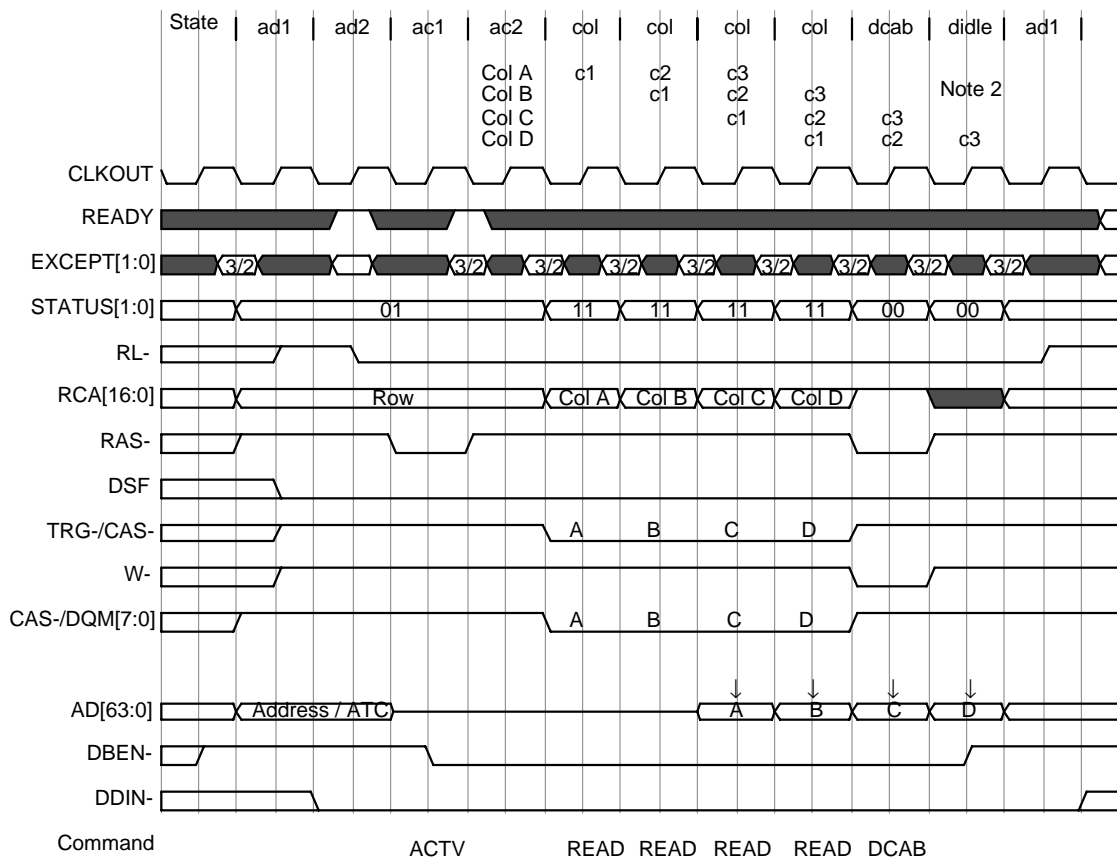 State ad1 ad2 ac1 ac2 col col col col dcab didle ad1
Col A c1 c2 c3
Col B c1 c2 c3 Note 2
Col C c1 c2 c3
Col D c1 c2 c3
CLKOUT
READY
EXCEPT[1:0] 3/2 3/2 3/2 3/2 3/2 3/2 3/2 3/2 3/2
STATUS[1:0] 01 11 11 11 11 00 00
RL-
RCA[16:0] Row Col A Col B Col C Col D
RAS-
DSF
TRG-/CAS- A B C D
W-
CAS-/DQM[7:0] A B C D
AD[63:0] Address / ATC A B C D
DBEN-
DDIN-
Command ACTV READ READ READ READ DCAB